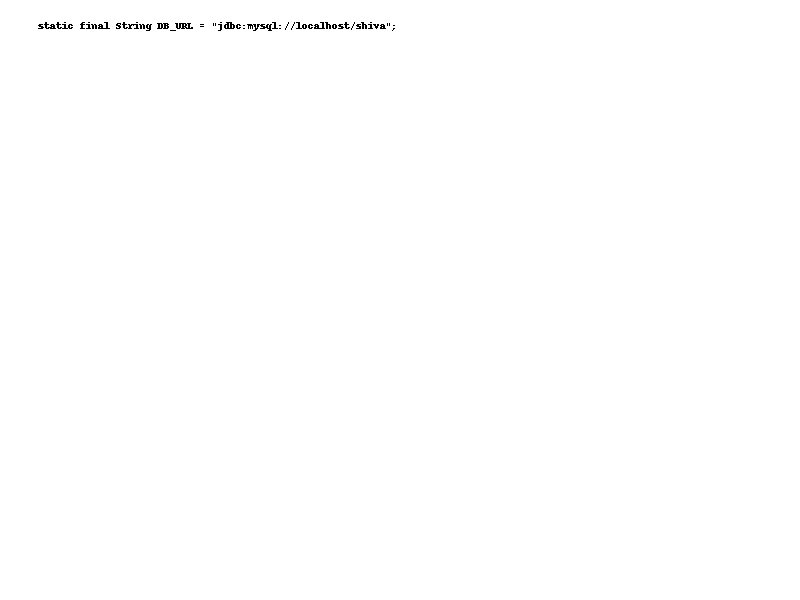 static final String DB_URL = "jdbc:mysql://localhost/shiva";